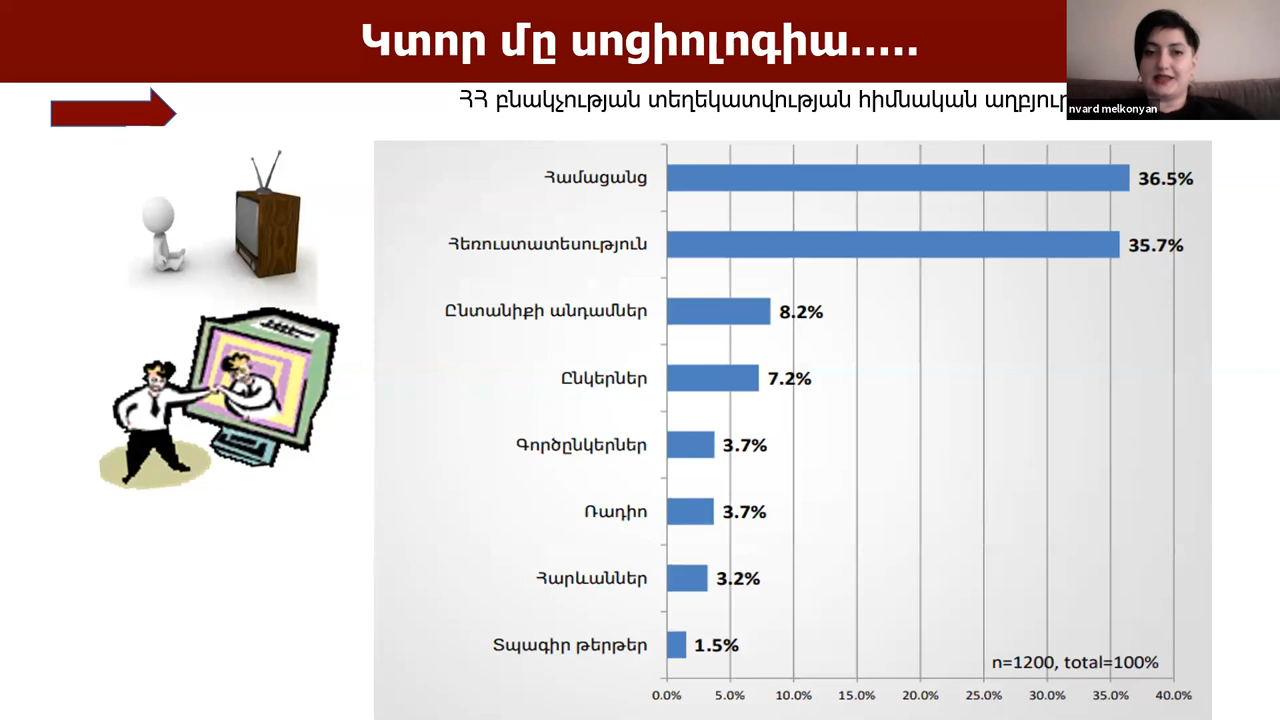 Կտոր մը սոցիոլոգիա.....
nvard melkonyan
ՀՀ բնակչության տեղեկատվության հիմնական
Համացանց
36.5%
Հեռուստատեսություն
35.7%
Ընտանիքի անդամներ
8.2%
Ընկերներ
7.2%
Գործընկերներ
3.7%
Ռադիո
3.7%
Հարևաններ
3.2%
Տպագիր թերթեր
1.5%
n=1200, total=100%
0.0% 5.0% 10.0% 15.0% 20.0% 25.0% 30.0% 35.0% 40.0%